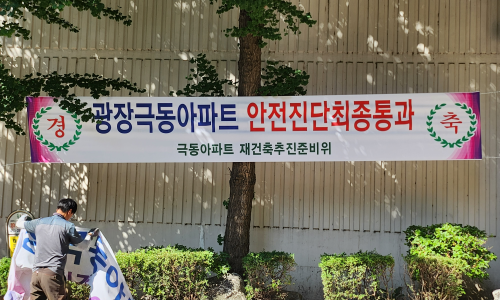 경 광장극동아파트 안전진단최종통과 축
극동아파트 재건축추진준비위